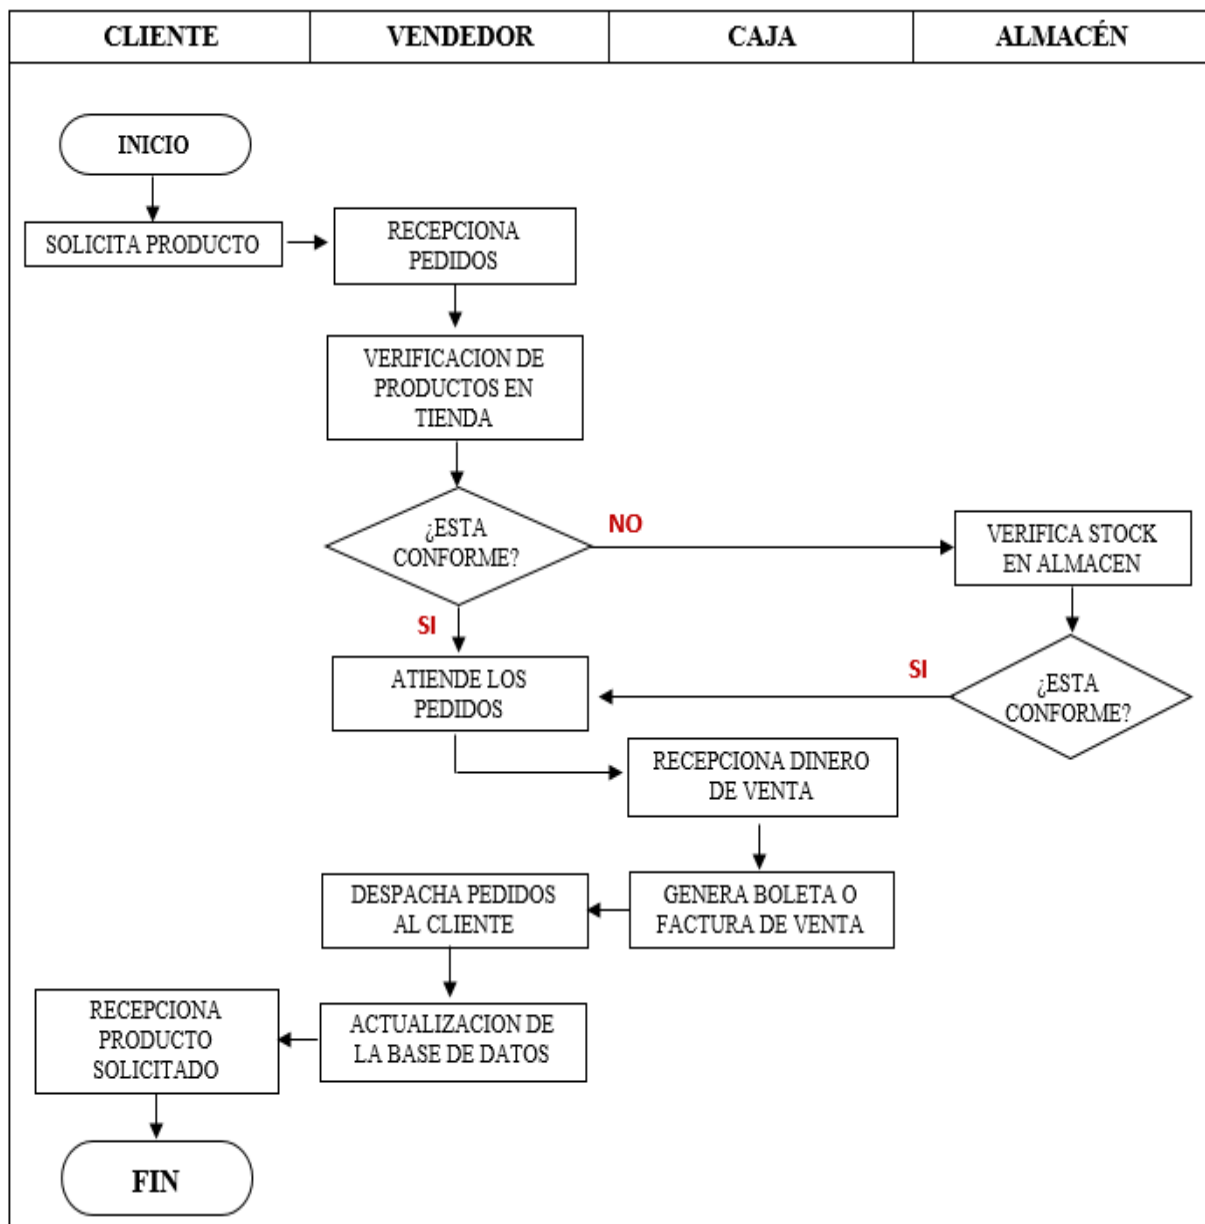 CLIENTE
VENDEDOR
CAJA
ALMACÉN
INICIO
SOLICITA PRODUCTO
RECEPCIONA
PEDIDOS
VERIFICACION DE
PRODUCTOS EN
TIENDA
¿ESTA
CONFORME?
NO
VERIFICA STOCK
EN ALMACEN
SI
ATIENDE LOS
PEDIDOS
SI
¿ESTA
CONFORME?
RECEPCIONA DINERO
DE VENTA
GENERA BOLETA O
FACTURA DE VENTA
DESPACHA PEDIDOS
AL CLIENTE
ACTUALIZACION DE
LA BASE DE DATOS
RECEPCIONA
PRODUCTO
SOLICITADO
FIN